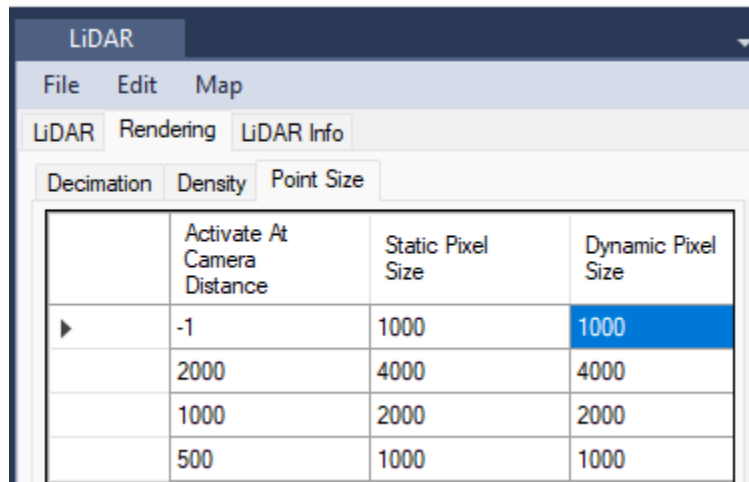 LiDAR
File Edit Map
LiDAR Rendering LiDAR Info
Decimation Density Point Size
Activate At Camera Distance Static Pixel Size Dynamic Pixel Size
-1 1000 1000
2000 4000 4000
1000 2000 2000
500 1000 1000